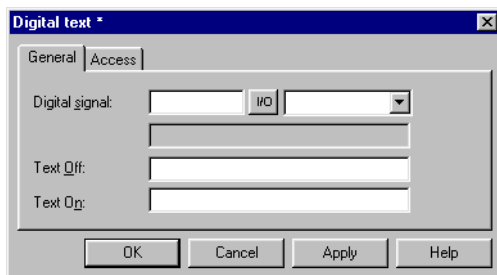 Digital text *
General Access
Digital signal: I/O
Text Off:
Text On:
OK Cancel Apply Help